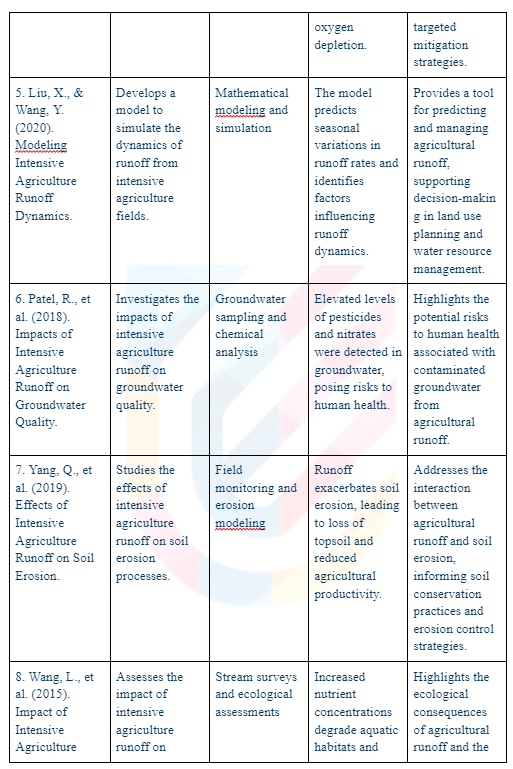 oxygen
depletion.
targeted
mitigation
strategies.
5. Liu, X., &
Wang, Y.
(2020).
Modeling
Intensive
Agriculture
Runoff
Dynamics.
Develops a
model to
simulate the
dynamics of
runoff from
intensive
agriculture
fields.
Mathematical
modeling and
simulation
The model
predicts
seasonal
variations in
runoff rates and
identifies
factors
influencing
runoff
dynamics.
Provides a tool
for predicting
and managing
agricultural
runoff,
supporting
decision-makin
g in land use
planning and
water resource
management.
6. Patel, R., et
al. (2018).
Impacts of
Intensive
Agriculture
Runoff on
Groundwater
Quality.
Investigates the
impacts of
intensive
agriculture
runoff on
groundwater
quality.
Groundwater
sampling and
chemical
analysis
Elevated levels
of pesticides
and nitrates
were detected in
groundwater,
posing risks to
human health.
Highlights the
potential risks
to human health
associated with
contaminated
groundwater
from
agricultural
runoff.
7. Yang, Q., et
al. (2019).
Effects of
Intensive
Agriculture
Runoff on Soil
Erosion.
Studies the
effects of
intensive
agriculture
runoff on soil
erosion
processes.
Field
monitoring and
erosion
modeling
Runoff
exacerbates soil
erosion, leading
to loss of
topsoil and
reduced
agricultural
productivity.
Addresses the
interaction
between
agricultural
runoff and soil
erosion,
informing soil
conservation
practices and
erosion control
strategies.
8. Wang, L., et
al. (2015).
Impact of
Intensive
Agriculture
Assesses the
impact of
intensive
agriculture
runoff on
Stream surveys
and ecological
assessments
Increased
nutrient
concentrations
degrade aquatic
habitats and
Highlights the
ecological
consequences
of agricultural
runoff and the